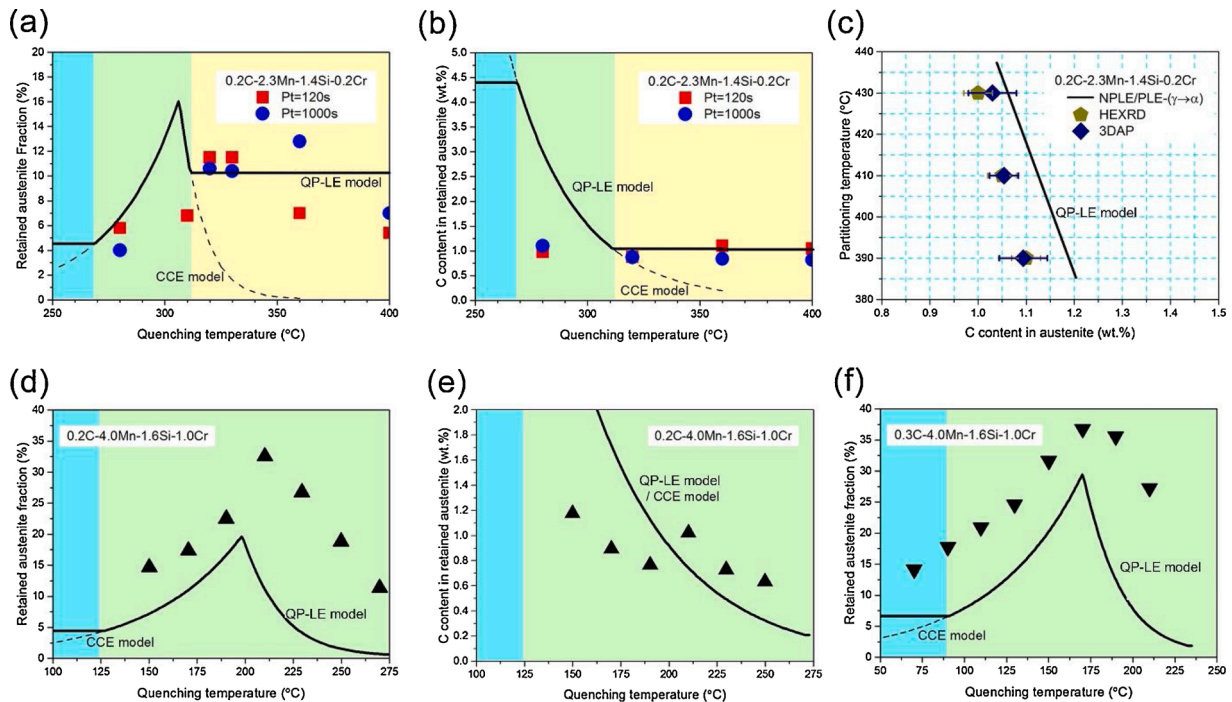 (a)
Retained austenite Fraction (%)
20
18
16
14
12
10
8
6
4
2
0
0.2C-2.3Mn-1.4Si-0.2Cr
Pt=120s
Pt=1000s
QP-LE model
CCE model
250
300
350
400
Quenching temperature (°C)
(b)
C content in retained austenite (wt.%)
5.0
4.5
4.0
3.5
3.0
2.5
2.0
1.5
1.0
0.5
0.0
0.2C-2.3Mn-1.4Si-0.2Cr
Pt=120s
Pt=1000s
QP-LE model
CCE model
250
300
350
400
Quenching temperature (°C)
(c)
Partitioning temperature (°C)
440
430
420
410
400
390
380
0.2C-2.3Mn-1.4Si-0.2Cr
NPLE/PLE-(γ→α)
HEXRD
3DAP
QP-LE model
0.8
0.9
1.0
1.1
1.2
1.3
1.4
1.5
C content in austenite (wt.%)
(d)
Retained austenite fraction (%)
40
35
30
25
20
15
10
5
0
0.2C-4.0Mn-1.6Si-1.0Cr
QP-LE model
CCE model
100
125
150
175
200
225
250
275
Quenching temperature (°C)
(e)
C content in retained austenite (wt.%)
2.0
1.8
1.6
1.4
1.2
1.0
0.8
0.6
0.4
0.2
0.0
0.2C-4.0Mn-1.6Si-1.0Cr
QP-LE model
/ CCE model
100
125
150
175
200
225
250
275
Quenching temperature (°C)
(f)
Retained austenite fraction (%)
40
35
30
25
20
15
10
5
0
0.3C-4.0Mn-1.6Si-1.0Cr
QP-LE model
CCE model
50
75
100
125
150
175
200
225
250
Quenching temperature (°C)